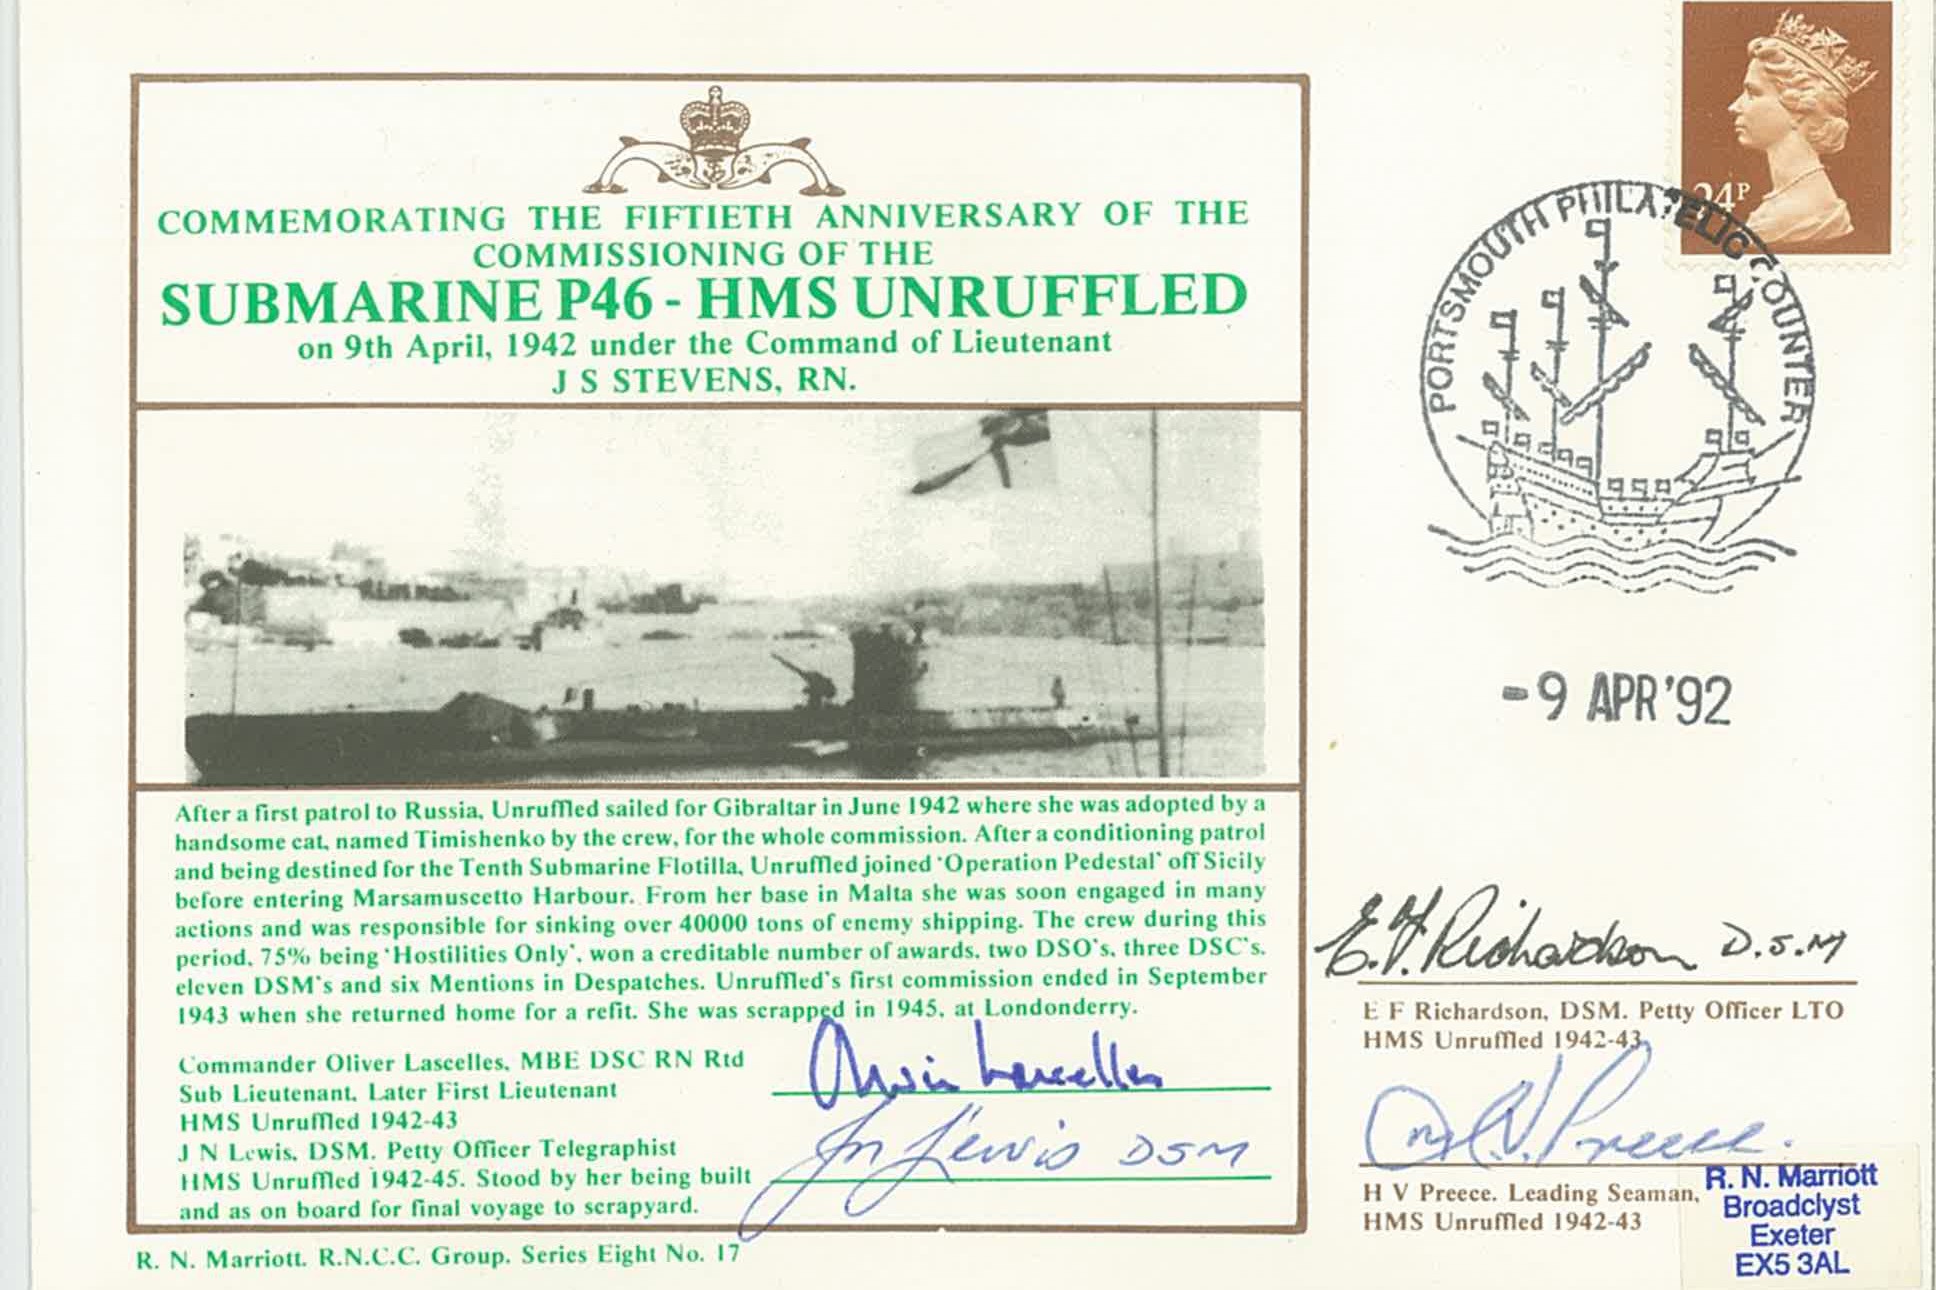 COMMEMORATING THE FIFTIETH ANNIVERSARY OF THE
COMMISSIONING OF THE
SUBMARINE P46 - HMS UNRUFFLED
on 9th April, 1942 under the Command of Lieutenant
J S STEVENS, RN.
After a first patrol to Russia, Unruffled sailed for Gibraltar in June 1942 where she was adopted by a
handsome cat, named Timishenko by the crew, for the whole commission. After a conditioning patrol
and being destined for the Tenth Submarine Flotilla, Unruffled joined 'Operation Pedestal' off Sicily
before entering Marsamuscetto Harbour. From her base in Malta she was soon engaged in many
actions and was responsible for sinking over 40000 tons of enemy shipping. The crew during this
period, 75% being 'Hostilities Only', won a creditable number of awards, two DSO's, three DSC's,
eleven DSM's and six Mentions in Despatches. Unruffled's first commission ended in September
1943 when she returned home for a refit. She was scrapped in 1945, at Londonderry.
Commander Oliver Lascelles, MBE DSC RN Rtd
Sub Lieutenant, Later First Lieutenant
HMS Unruffled 1942-43
Oliver Lascelles
J N Lewis, DSM, Petty Officer Telegraphist
HMS Unruffled 1942-45. Stood by her being built
and as on board for final voyage to scrapyard.
Jn Lewis DSM
R. N. Marriott. R.N.C.C. Group. Series Eight No. 17
24P
PORTSMOUTH PHILATELIC COUNTER
-9 APR '92
E.F. Richardson D.S.M
E F Richardson, DSM. Petty Officer LTO
HMS Unruffled 1942-43
H.V. Preece.
H V Preece. Leading Seaman,
HMS Unruffled 1942-43
R. N. Marriott
Broadclyst
Exeter
EX5 3AL